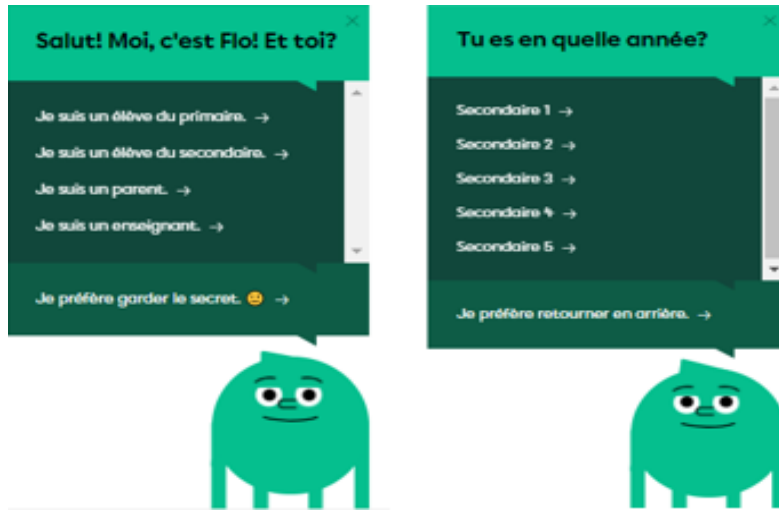 Salut! Moi, c'est Flo! Et toi?
Je suis un élève du primaire. →
Je suis un élève du secondaire. →
Je suis un parent. →
Je suis un enseignant. →
Je préfère garder le secret. 😐 →
Tu es en quelle année?
Secondaire 1 →
Secondaire 2 →
Secondaire 3 →
Secondaire 4 →
Secondaire 5 →
Je préfère retourner en arrière. →